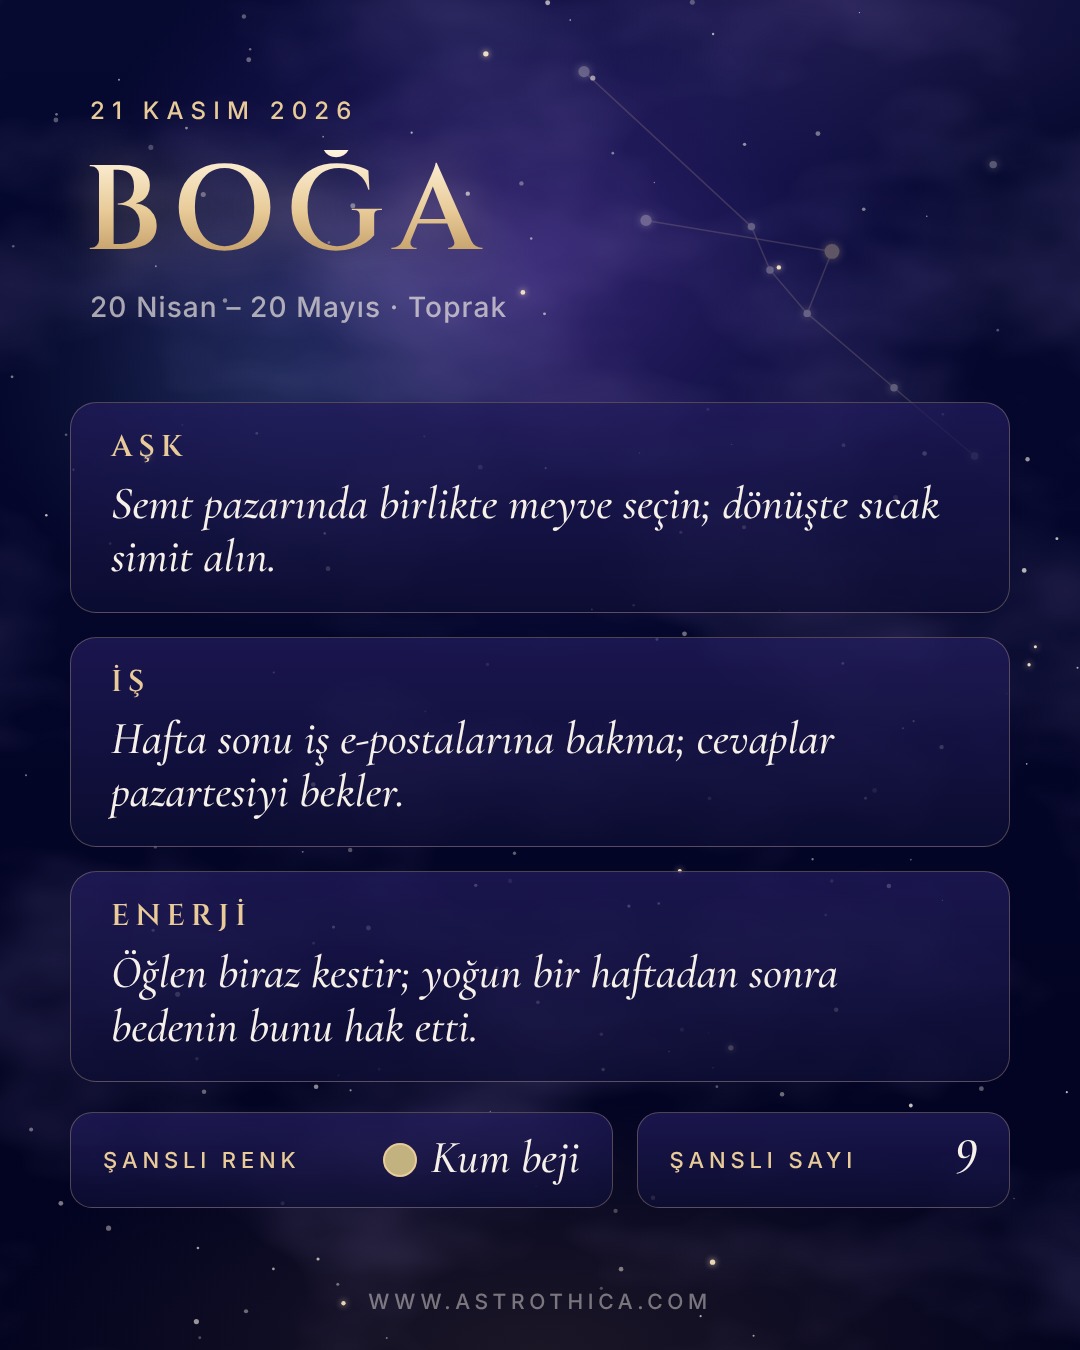 21 KASIM 2026
BOĞA
20 Nisan – 20 Mayıs · Toprak
AŞK
Semt pazarında birlikte meyve seçin; dönüşte sıcak
simit alın.
İŞ
Hafta sonu iş e-postalarına bakma; cevaplar
pazartesiyi bekler.
ENERJİ
Öğlen biraz kestir; yoğun bir haftadan sonra
bedenin bunu hak etti.
ŞANSLI RENK
Kum beji
ŞANSLI SAYI
9
WWW.ASTROTHICA.COM